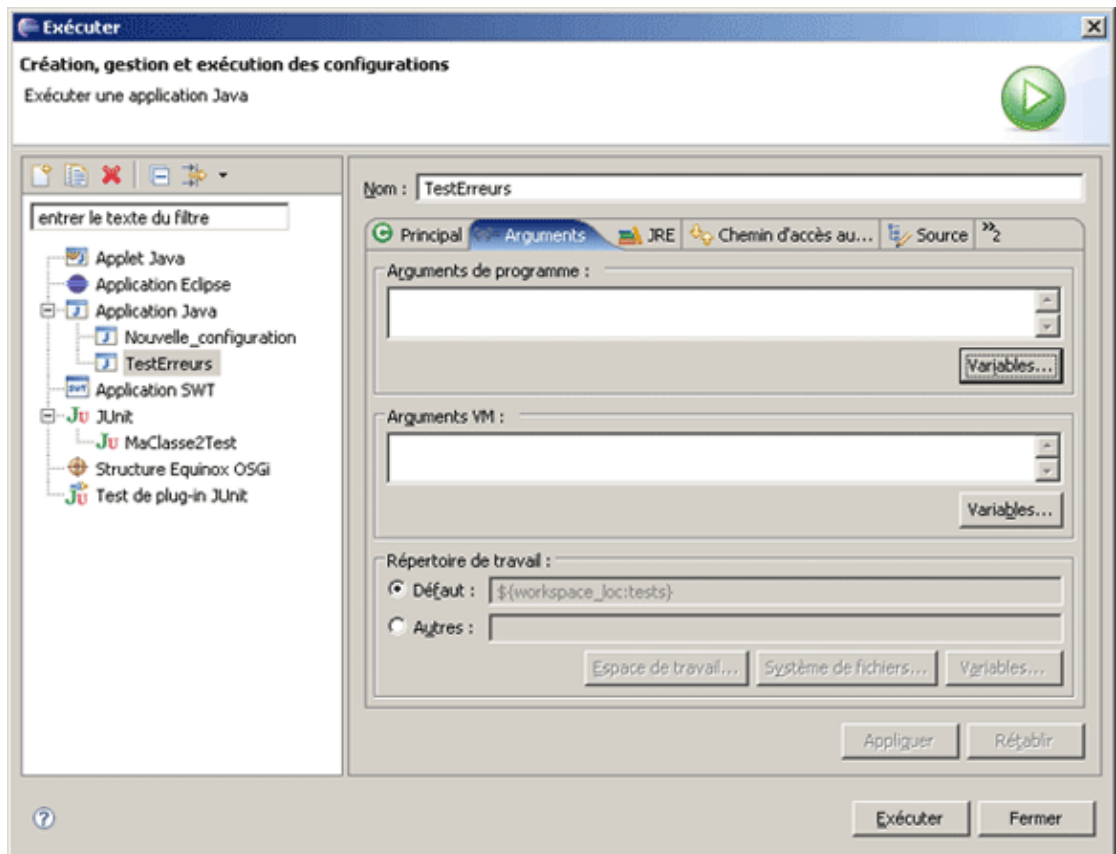 Exécuter
Création, gestion et exécution des configurations
Exécuter une application Java
entrer le texte du filtre
Applet Java
Application Eclipse
Application Java
Nouvelle_configuration
TestErreurs
Application SWT
JUnit
MaClasse2Test
Structure Equinox OSGi
Test de plug-in JUnit
Nom : TestErreurs
Principal Arguments JRE Chemin d'accès au... Source »2
Arguments de programme :
Variables...
Arguments VM :
Variables...
Répertoire de travail :
Défaut : ${workspace_loc:tests}
Autres :
Espace de travail... Système de fichiers... Variables...
Appliquer Rétablir
Exécuter Fermer